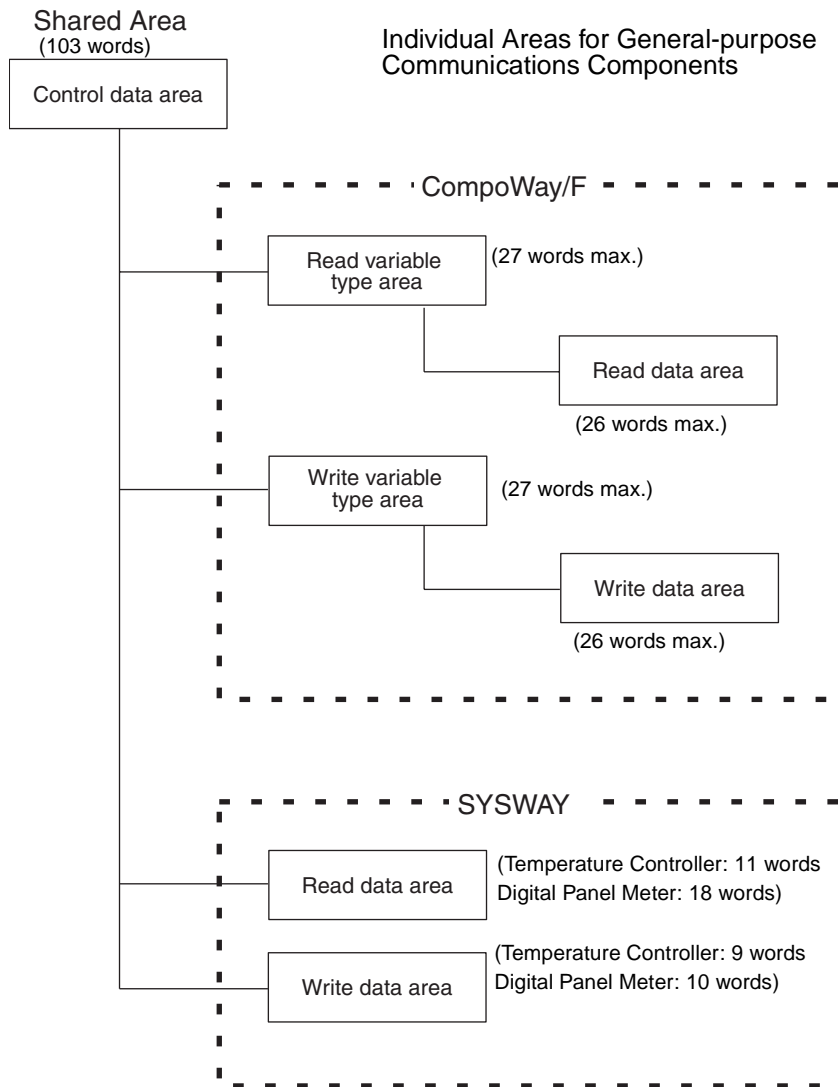 Shared Area
(103 words)
Individual Areas for General-purpose
Communications Components
Control data area
CompoWay/F
Read variable
type area
(27 words max.)
Read data area
(26 words max.)
Write variable
type area
(27 words max.)
Write data area
(26 words max.)
SYSWAY
Read data area
(Temperature Controller: 11 words
Digital Panel Meter: 18 words)
Write data area
(Temperature Controller: 9 words
Digital Panel Meter: 10 words)